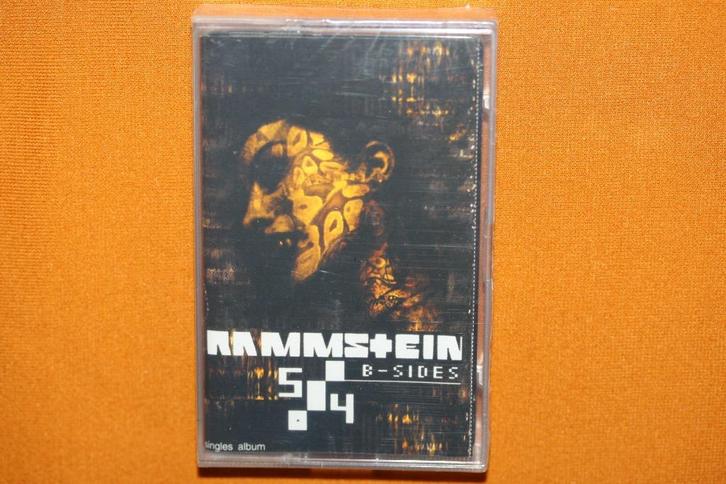 RAMMSTEIN
B-SIDES
5
4
singles album